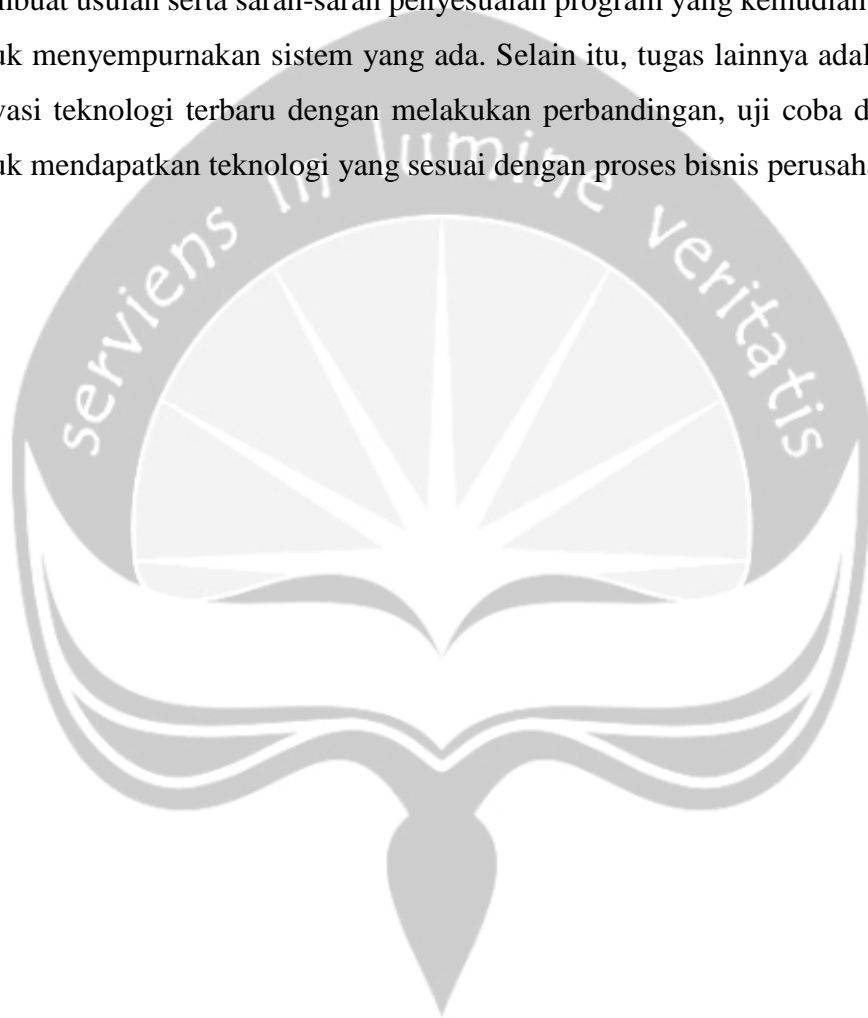 mbuat usulan serta saran-saran penyesuaian program yang kemudian
uk menyempurnakan sistem yang ada. Selain itu, tugas lainnya adal
vasi teknologi terbaru dengan melakukan perbandingan, uji coba d
uk mendapatkan teknologi yang sesuai dengan proses bisnis perusah
serviens in lumine veritatis